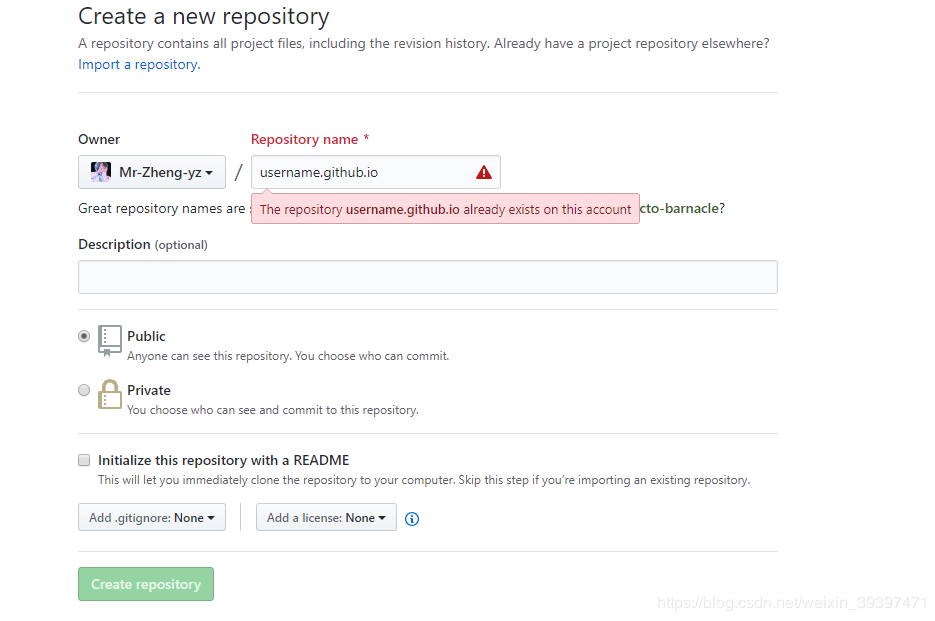 Create a new repository
A repository contains all project files, including the revision history. Already have a project repository elsewhere?
Import a repository.
Owner
Repository name *
Mr-Zheng-yz / username.github.io
Great repository names are
The repository username.github.io already exists on this account
cto-barnacle?
Description (optional)
Public
Anyone can see this repository. You choose who can commit.
Private
You choose who can see and commit to this repository.
Initialize this repository with a README
This will let you immediately clone the repository to your computer. Skip this step if you’re importing an existing repository.
Add .gitignore: None
Add a license: None
Create repository
https://blog.csdn.net/weixin_39397471